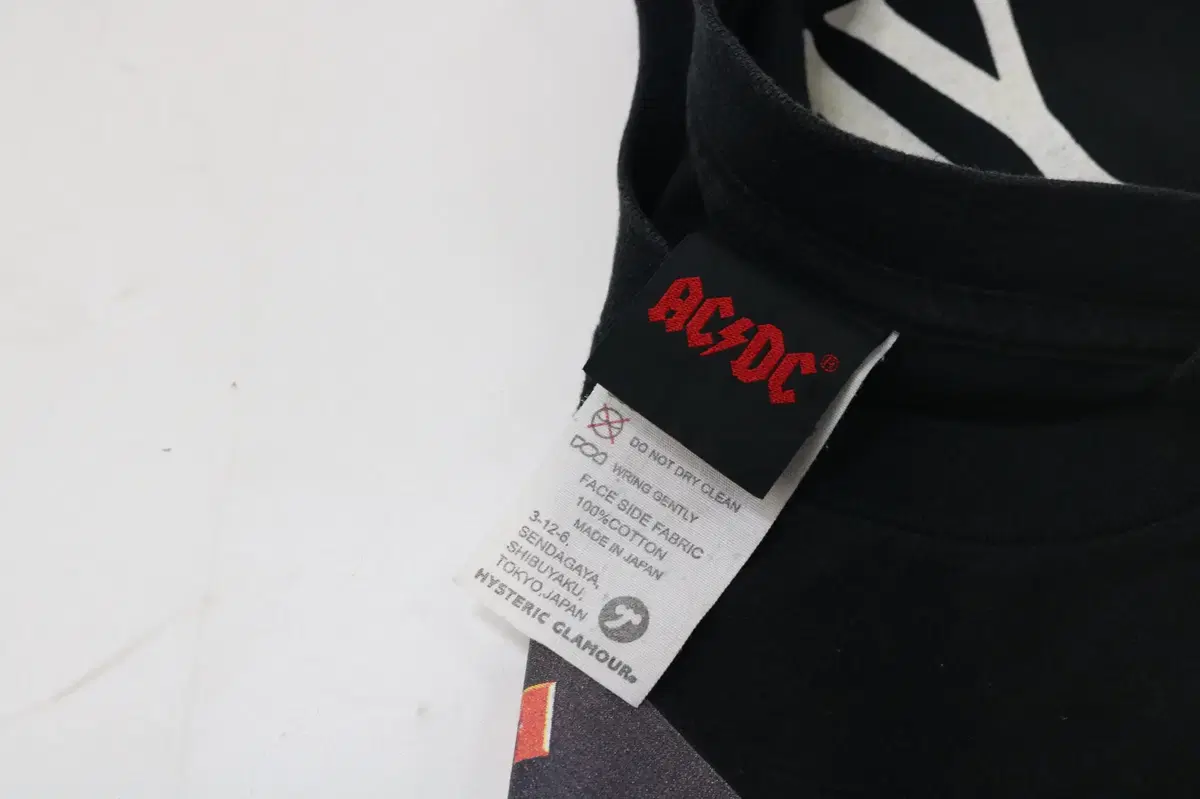 AC⚡DC®
DO NOT DRY CLEAN
WRING GENTLY
FACE SIDE FABRIC
100%COTTON
MADE IN JAPAN
3-12-6,
SENDAGAYA,
SHIBUYAKU,
TOKYO,JAPAN
HYSTERIC GLAMOUR®